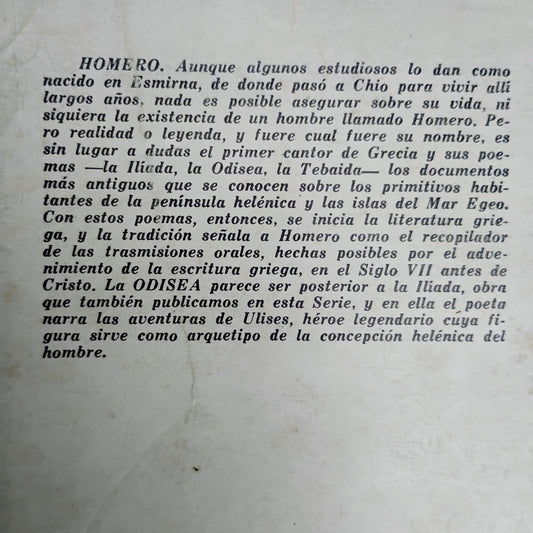 HOMERO. Aunque algunos estudiosos lo dan como
nacido en Esmirna, de donde pasó a Chio para vivir allí
largos años, nada es posible asegurar sobre su vida, ni
siquiera la existencia de un hombre llamado Homero. Pe-
ro realidad o leyenda, y fuere cual fuere su nombre, es
sin lugar a dudas el primer cantor de Grecia y sus poe-
mas —la Ilíada, la Odisea, la Tebaida— los documentos
más antiguos que se conocen sobre los primitivos habi-
tantes de la península helénica y las islas del Mar Egeo.
Con estos poemas, entonces, se inicia la literatura grie-
ga, y la tradición señala a Homero como el recopilador
de las trasmisiones orales, hechas posibles por el adve-
nimiento de la escritura griega, en el Siglo VII antes de
Cristo. La ODISEA parece ser posterior a la Ilíada, obra
que también publicamos en esta Serie, y en ella el poeta
narra las aventuras de Ulises, héroe legendario cuya fi-
gura sirve como arquetipo de la concepción helénica del
hombre.